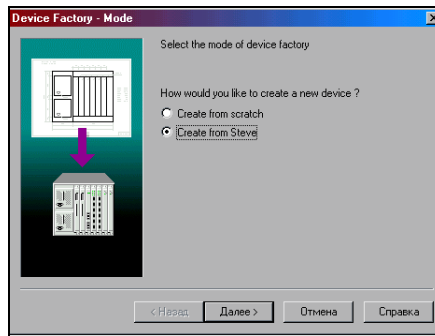 Device Factory - Mode
Select the mode of device factory
How would you like to create a new device ?
Create from scratch
Create from Steve
< Назад
Далее >
Отмена
Справка